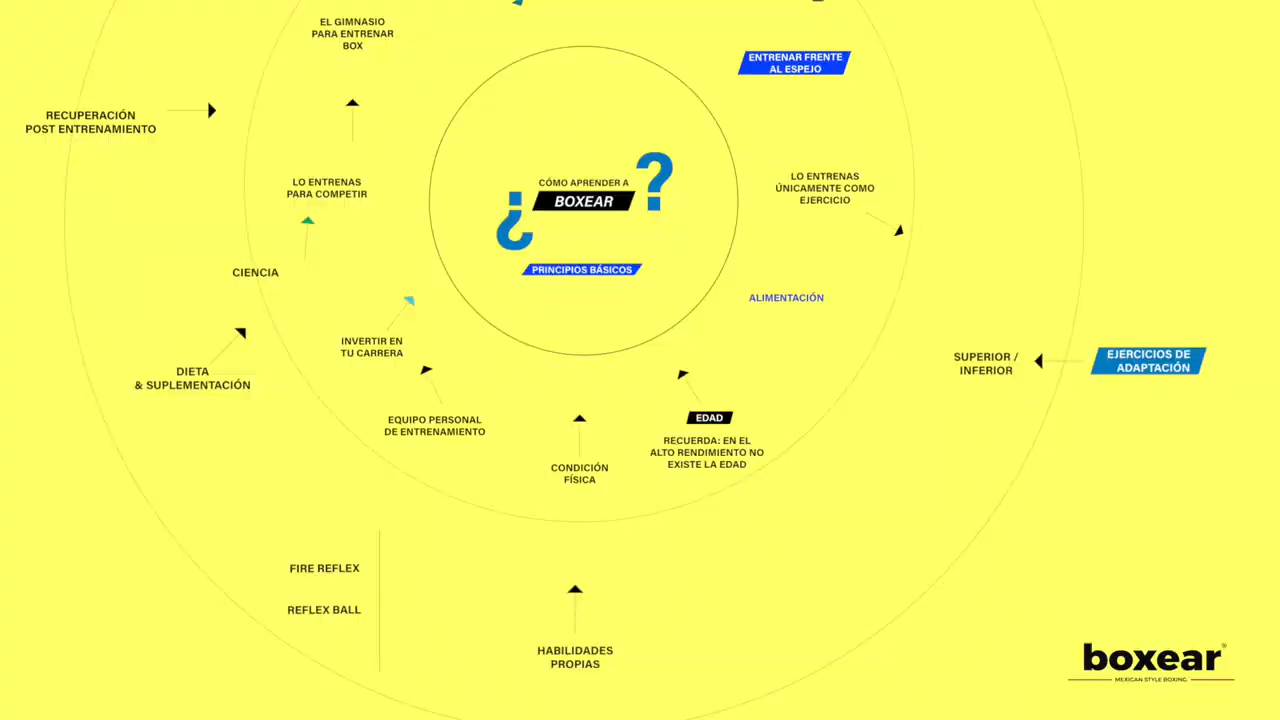 EL GIMNASIO
PARA ENTRENAR
BOX
ENTRENAR FRENTE
AL ESPEJO
RECUPERACIÓN
POST ENTRENAMIENTO
LO ENTRENAS
PARA COMPETIR
¿
CÓMO APRENDER A
BOXEAR
?
PRINCIPIOS BÁSICOS
LO ENTRENAS
ÚNICAMENTE COMO
EJERCICIO
CIENCIA
ALIMENTACIÓN
INVERTIR EN
TU CARRERA
DIETA
& SUPLEMENTACIÓN
SUPERIOR /
INFERIOR
EJERCICIOS DE
ADAPTACIÓN
EQUIPO PERSONAL
DE ENTRENAMIENTO
EDAD
RECUERDA: EN EL
ALTO RENDIMIENTO NO
EXISTE LA EDAD
CONDICIÓN
FÍSICA
FIRE REFLEX
REFLEX BALL
HABILIDADES
PROPIAS
boxear®
MEXICAN STYLE BOXING.